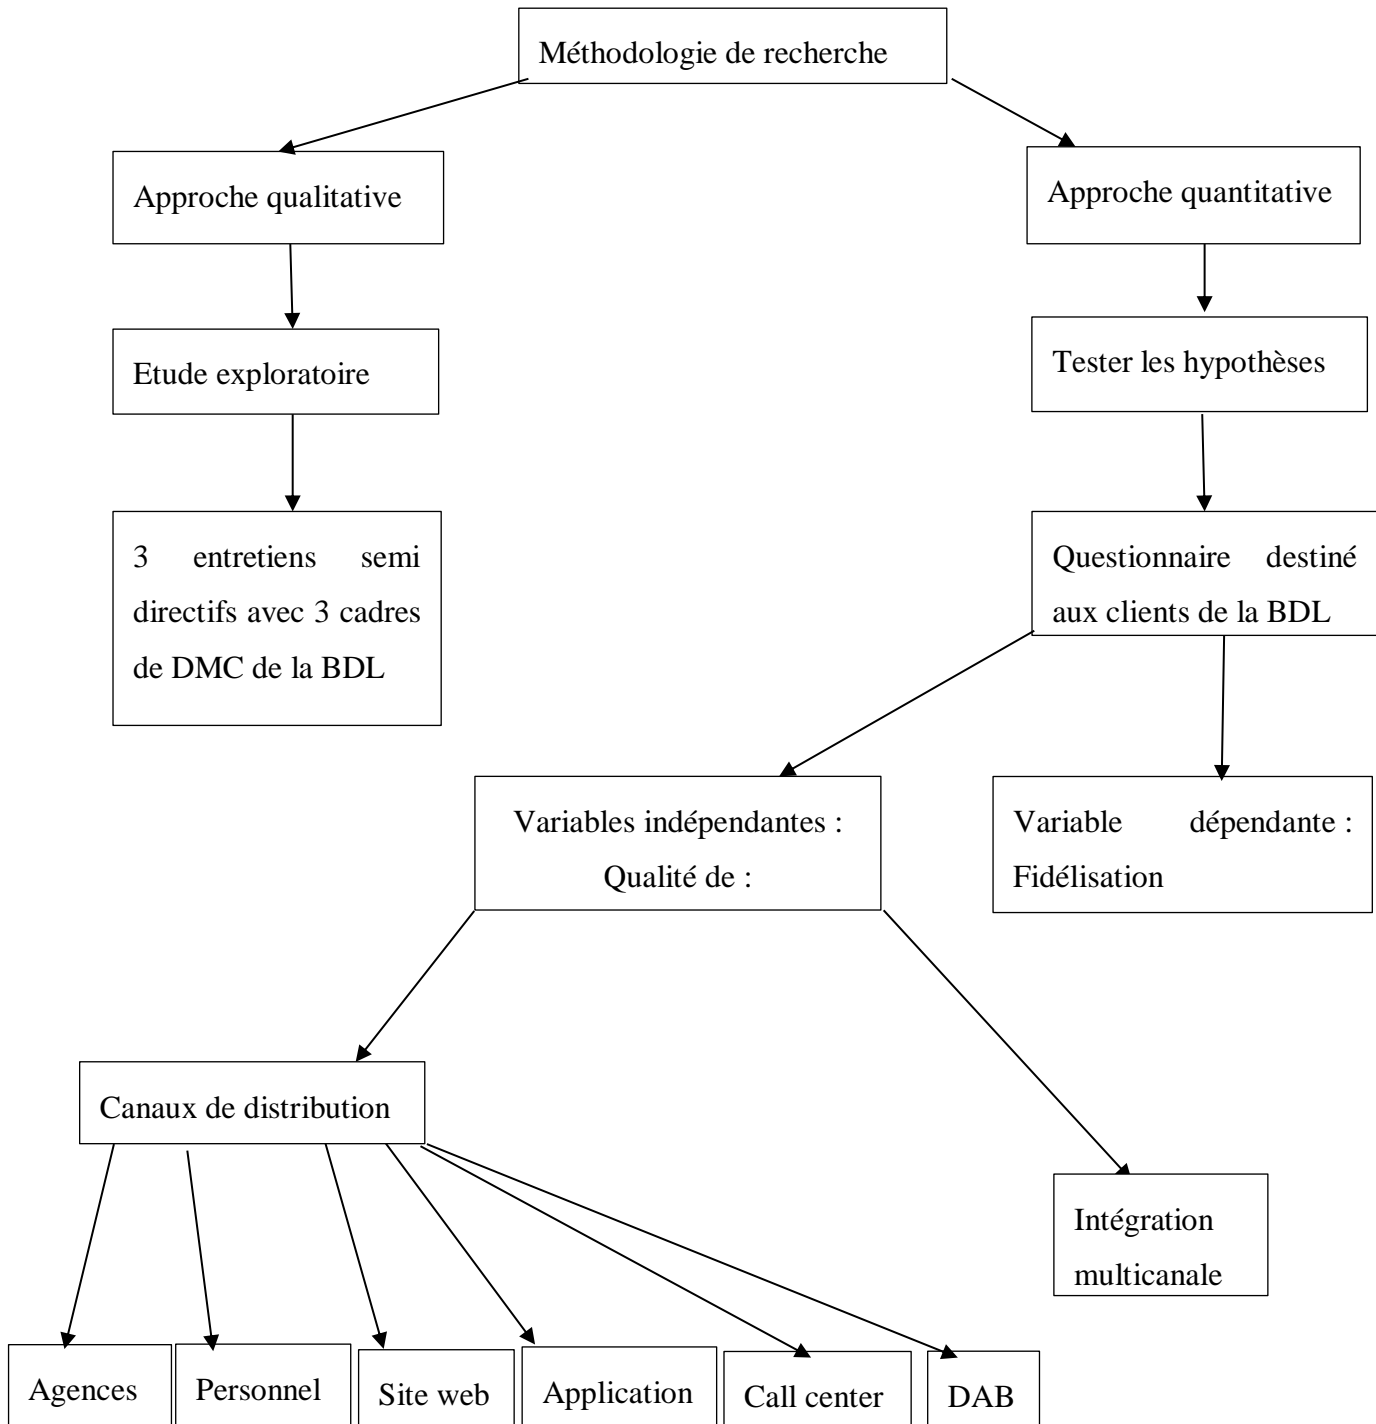 Méthodologie de recherche
Approche qualitative
Approche quantitative
Etude exploratoire
Tester les hypothèses
3 entretiens semi
directifs avec 3 cadres
de DMC de la BDL
Questionnaire destiné
aux clients de la BDL
Variables indépendantes :
Qualité de :
Variable dépendante :
Fidélisation
Canaux de distribution
Intégration
multicanale
Agences
Personnel
Site web
Application
Call center
DAB